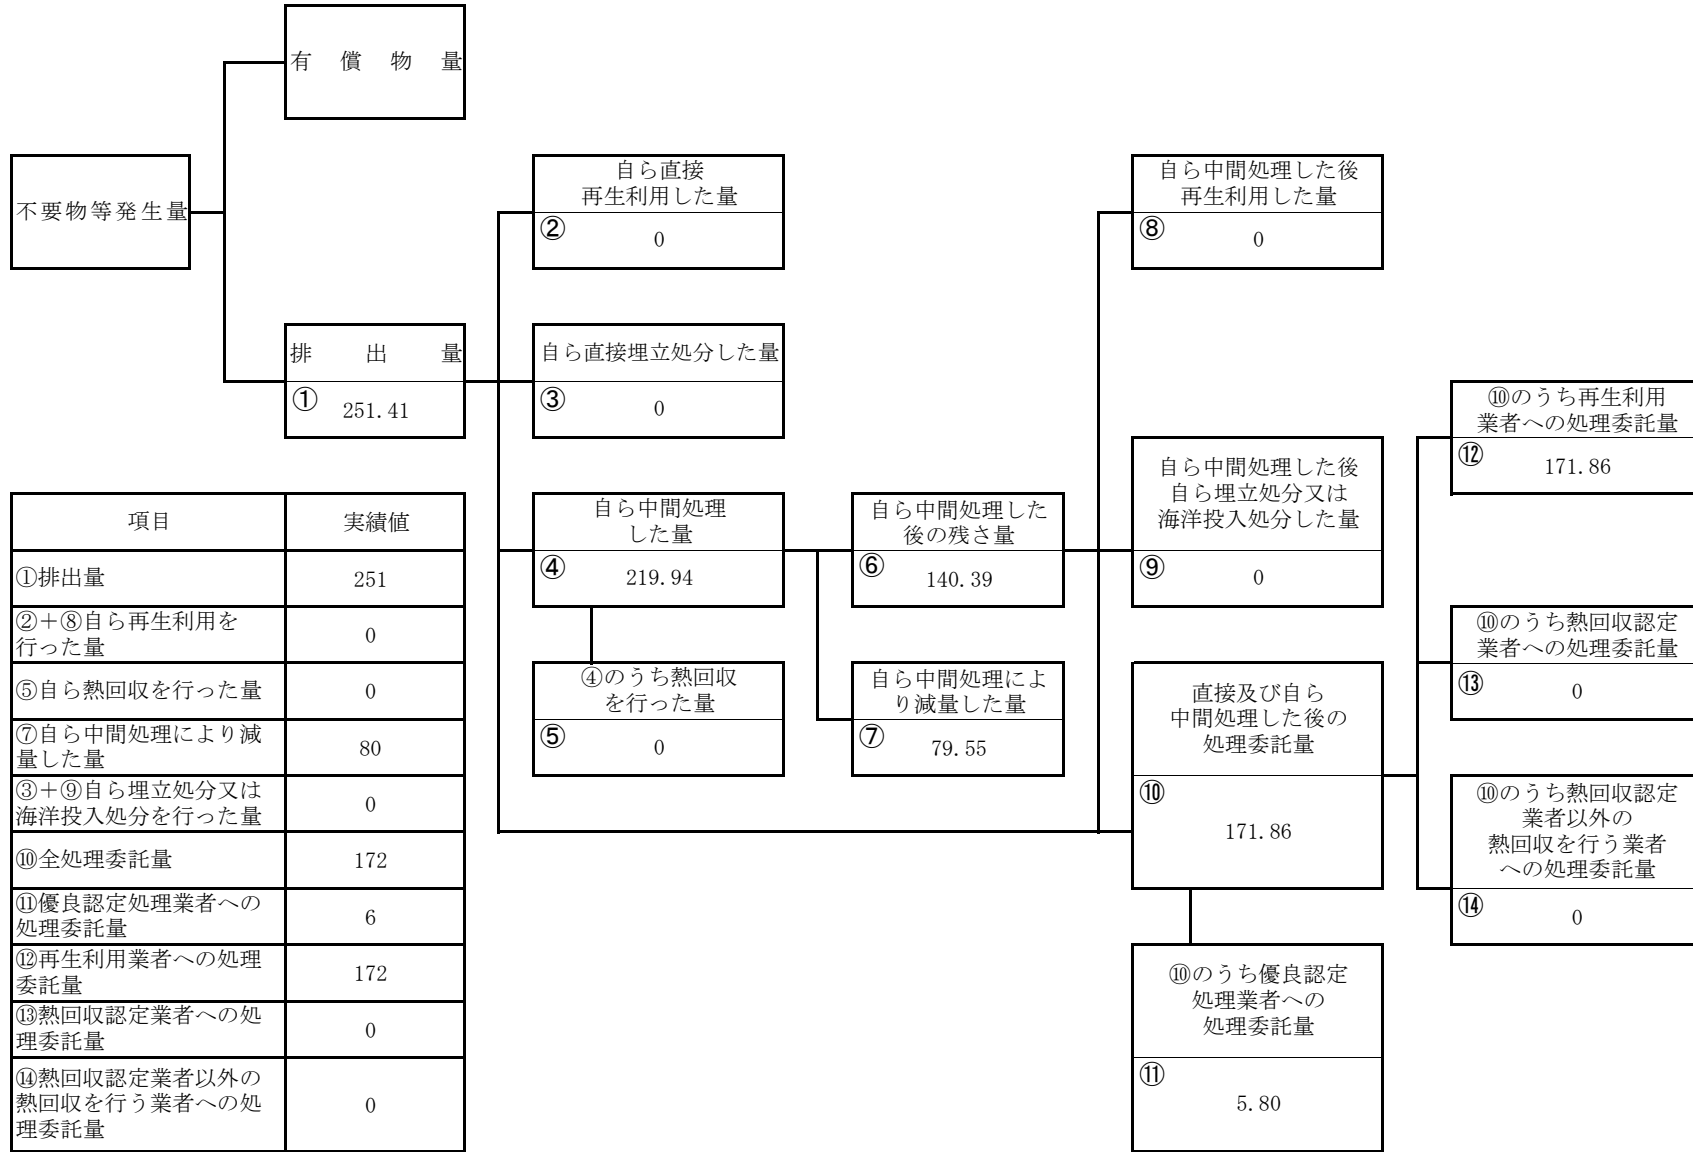 有償物量
不要物等発生量
排出量
①
251.41
自ら直接
再生利用した量
②
0
自ら直接埋立処分した量
③
0
自ら中間処理
した量
④
219.94
④のうち熱回収
を行った量
⑤
0
自ら中間処理した
後の残さ量
⑥
140.39
自ら中間処理によ
り減量した量
⑦
79.55
自ら中間処理した後
再生利用した量
⑧
0
自ら中間処理した後
自ら埋立処分又は
海洋投入処分した量
⑨
0
直接及び自ら
中間処理した後の
処理委託量
⑩
171.86
⑩のうち優良認定
処理業者への
処理委託量
⑪
5.80
⑩のうち再生利用
業者への処理委託量
⑫
171.86
⑩のうち熱回収認定
業者への処理委託量
⑬
0
⑩のうち熱回収認定
業者以外の
熱回収を行う業者
への処理委託量
⑭
0
項目 実績値
①排出量 251
②＋⑧自ら再生利用を
行った量 0
⑤自ら熱回収を行った量 0
⑦自ら中間処理により減
量した量 80
③＋⑨自ら埋立処分又は
海洋投入処分を行った量 0
⑩全処理委託量 172
⑪優良認定処理業者への
処理委託量 6
⑫再生利用業者への処理
委託量 172
⑬熱回収認定業者への処
理委託量 0
⑭熱回収認定業者以外の
熱回収を行う業者への処
理委託量 0